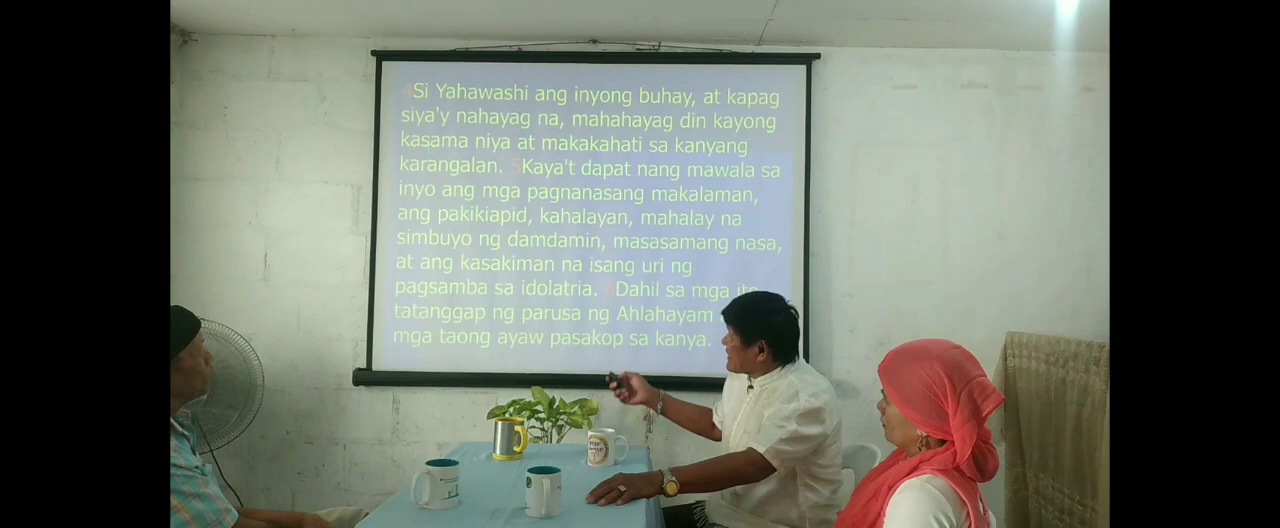 4Si Yahawashi ang inyong buhay, at kapag
siya'y nahayag na, mahahayag din kayong
kasama niya at makakahati sa kanyang
karangalan. 5Kaya't dapat nang mawala sa
inyo ang mga pagnanasang makalaman,
ang pakikiapid, kahalayan, mahalay na
simbuyo ng damdamin, masasamang nasa,
at ang kasakiman na isang uri ng
pagsamba sa idolatria. Dahil sa mga
tatanggap ng parusa ng Ahlahayam
mga taong ayaw pasakop sa kanya.